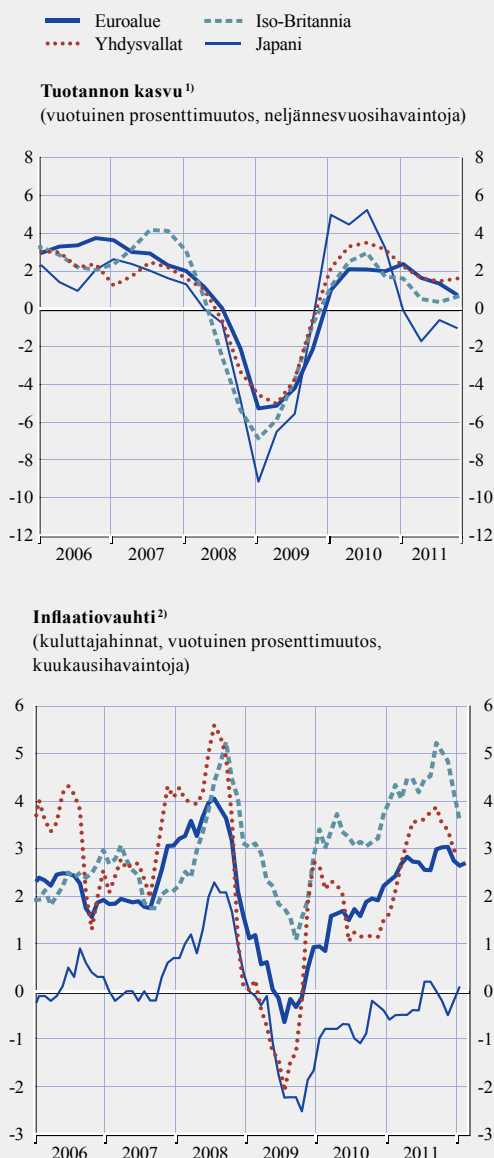 Euroalue Iso-Britannia
Yhdysvallat Japani
Tuotannon kasvu 1)
(vuotuinen prosenttimuutos, neljännesvuosihavaintoja)
8 8
6 6
4 4
2 2
0 0
-2 -2
-4 -4
-6 -6
-8 -8
-10 -10
-12 -12
2006 2007 2008 2009 2010 2011
Inflaatiovauhti 2)
(kuluttajahinnat, vuotuinen prosenttimuutos,
kuukausihavaintoja)
6 6
5 5
4 4
3 3
2 2
1 1
0 0
-1 -1
-2 -2
-3 -3
2006 2007 2008 2009 2010 2011